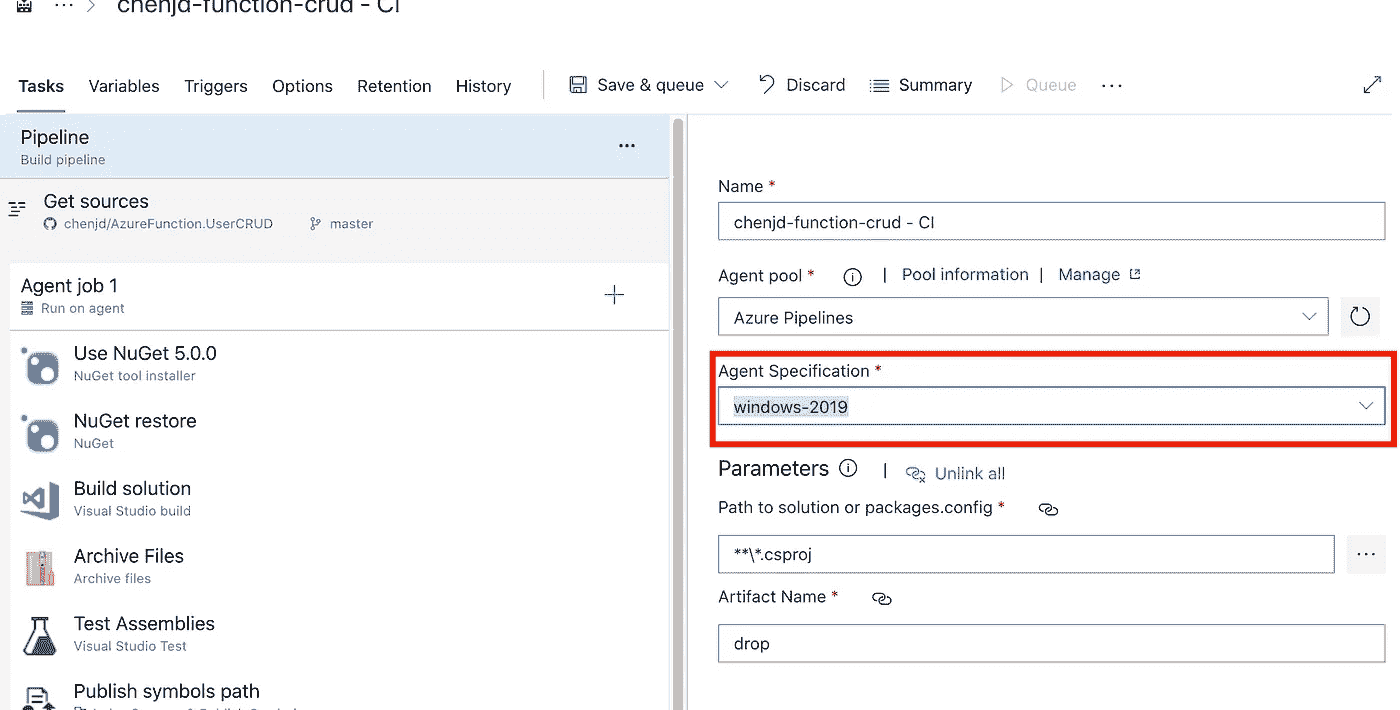 chenjd-function-crud - CI
Tasks Variables Triggers Options Retention History Save & queue Discard Summary Queue
Pipeline
Build pipeline
Get sources
chenjd/AzureFunction.UserCRUD master
Agent job 1
Run on agent
Use NuGet 5.0.0
NuGet tool installer
NuGet restore
NuGet
Build solution
Visual Studio build
Archive Files
Archive files
Test Assemblies
Visual Studio Test
Publish symbols path
Name *
chenjd-function-crud - CI
Agent pool * | Pool information | Manage
Azure Pipelines
Agent Specification *
windows-2019
Parameters | Unlink all
Path to solution or packages.config *
**\*.csproj
Artifact Name *
drop